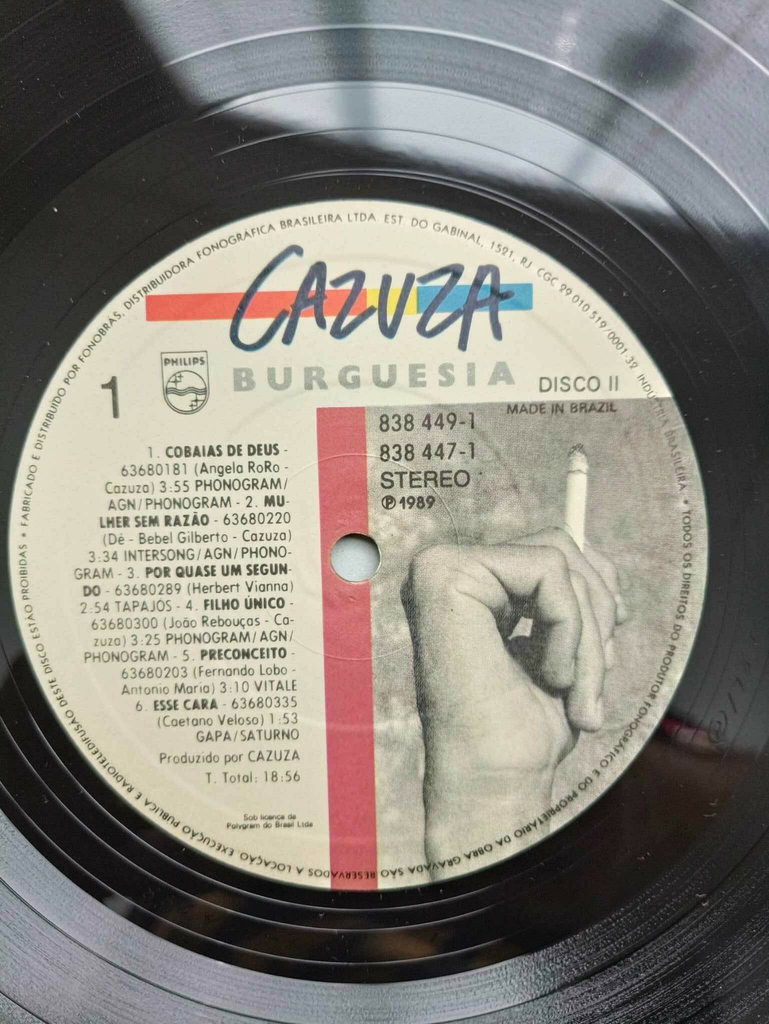 • FABRICADO E DISTRIBUIDO POR FONOBRAS, DISTRIBUIDORA FONOGRÁFICA BRASILEIRA LTDA EST. DO GABINAL, 1521, RJ CGC 29 010 519/0001-32 INDÚSTRIA BRASILEIRA • TODOS OS DIREITOS DO PRODUTOR FONOGRÁFICO E DO PROPRIETÁRIO DA OBRA GRAVADA SÃO RESERVADOS A LOCAÇÃO, EXECUÇÃO PUBLICA E RADIOTELEDIFUSÃO DESTE DISCO ESTÃO PROIBIDAS
CAZUZA
PHILIPS
BURGUESIA
1
DISCO II
MADE IN BRAZIL
838 449-1
838 447-1
STEREO
℗ 1989
1. COBAIAS DE DEUS -
63680181 (Angela RoRo -
Cazuza) 3:55 PHONOGRAM/
AGN/PHONOGRAM - 2. MU-
LHER SEM RAZÃO - 63680220
(Dé - Bebel Gilberto - Cazuza)
3:34 INTERSONG/AGN/PHONO-
GRAM - 3. POR QUASE UM SEGUN-
DO - 63680289 (Herbert Vianna)
2:54 TAPAJOS - 4. FILHO ÚNICO -
63680300 (João Rebouças - Ca-
zuza) 3:25 PHONOGRAM/AGN/
PHONOGRAM - 5. PRECONCEITO -
63680203 (Fernando Lobo -
Antonio Maria) 3:10 VITALE
6. ESSE CARA - 63680335
(Caetano Veloso) 1:53
GAPA/SATURNO
Produzido por CAZUZA
T. Total: 18:56
Sob licence de
Polygram do Brasil Ltda